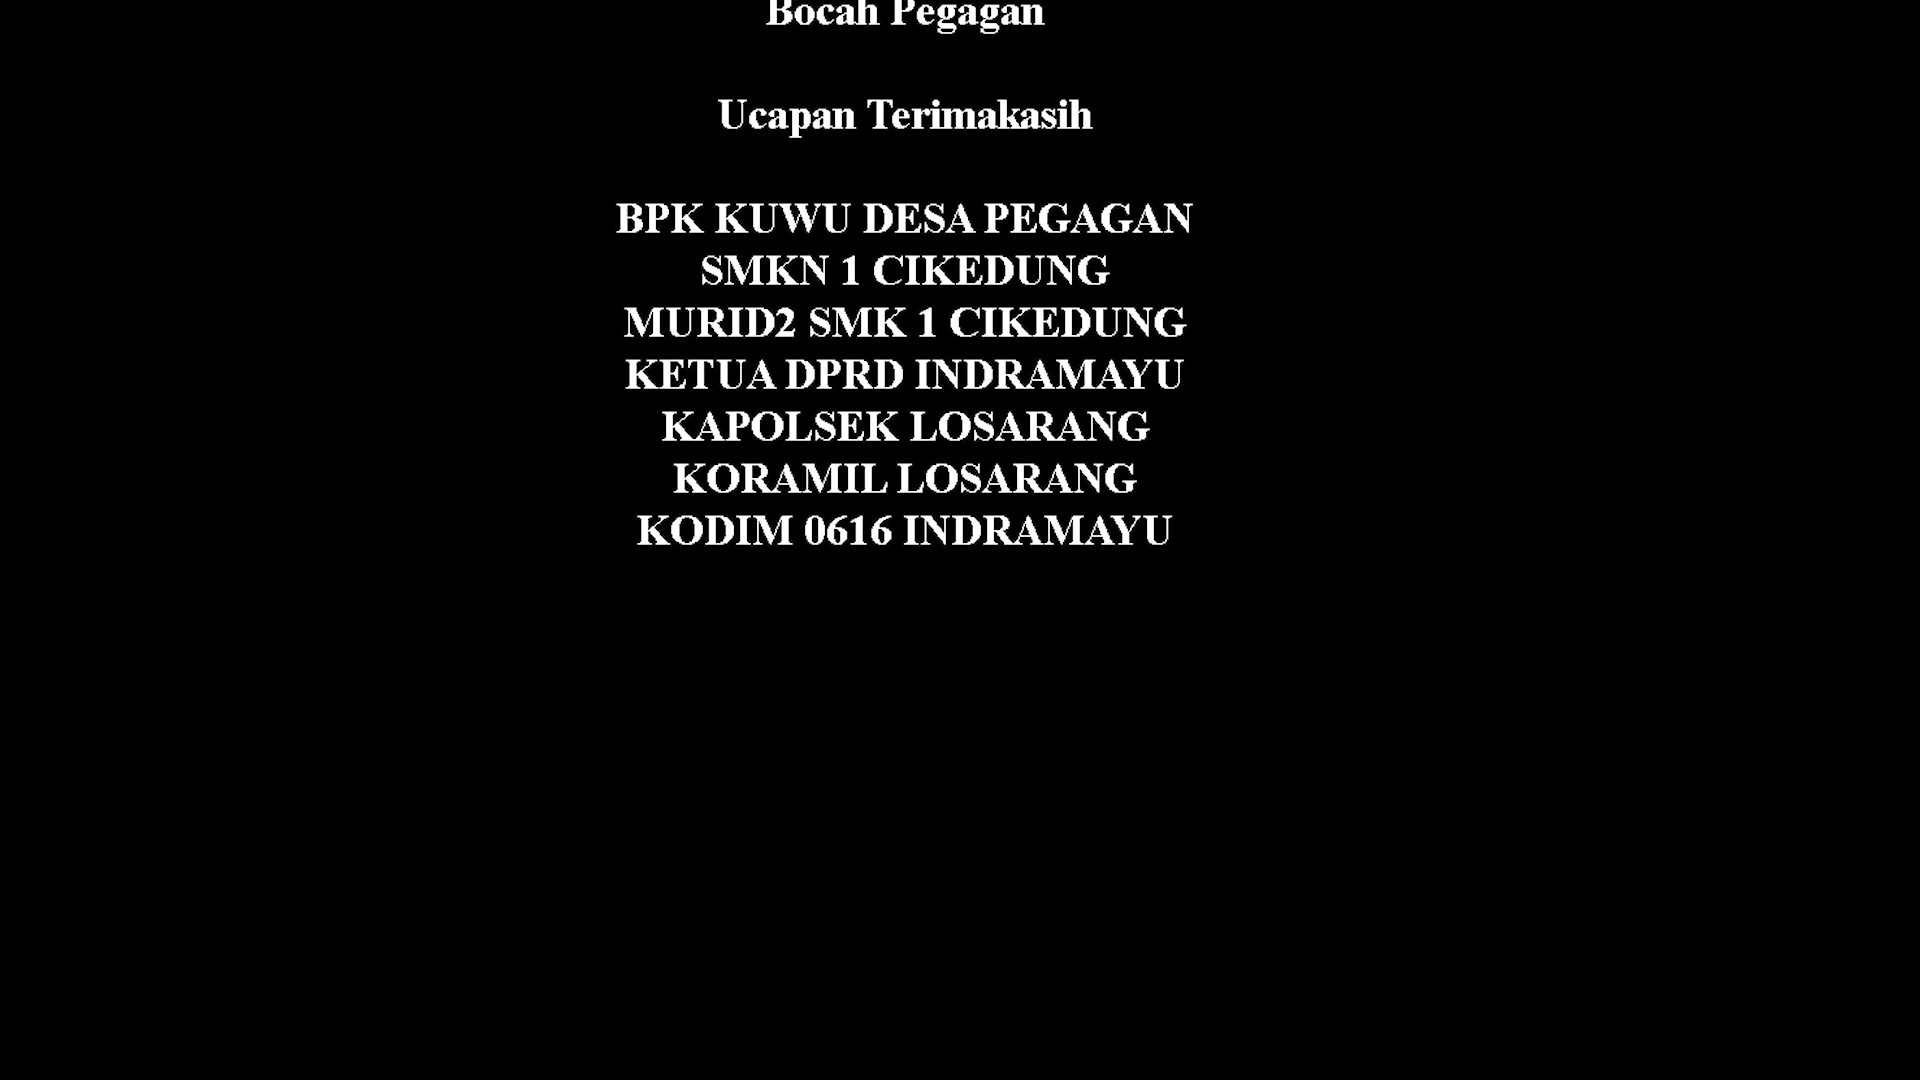 Bocah Pegagan
Ucapan Terimakasih
BPK KUWU DESA PEGAGAN
SMKN 1 CIKEDUNG
MURID2 SMK 1 CIKEDUNG
KETUA DPRD INDRAMAYU
KAPOLSEK LOSARANG
KORAMIL LOSARANG
KODIM 0616 INDRAMAYU